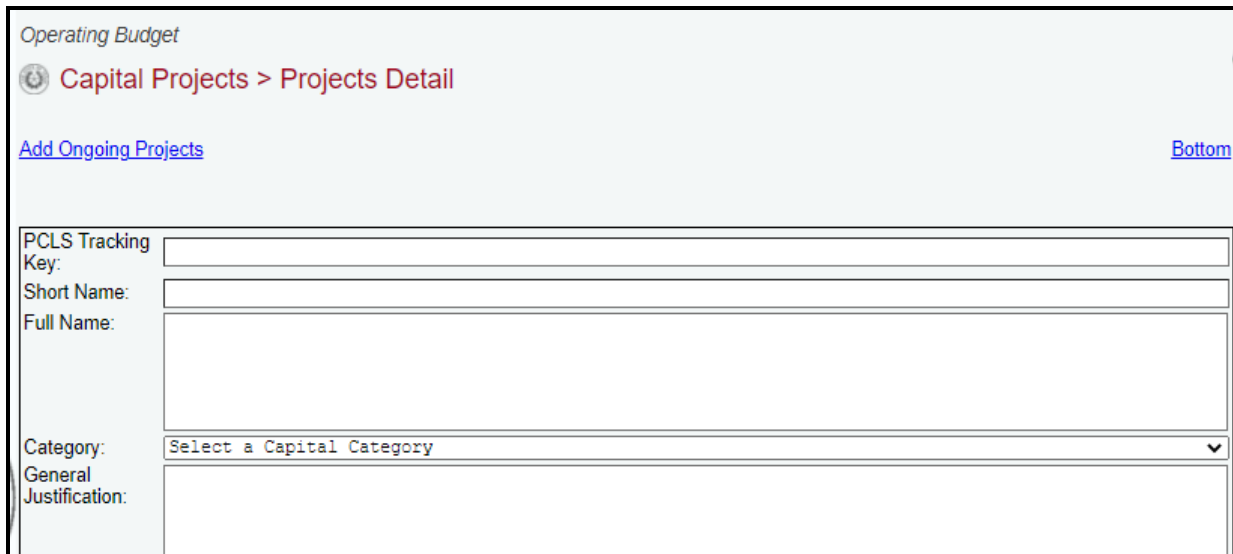 Operating Budget
Capital Projects > Projects Detail
Add Ongoing Projects
Bottom
PCLS Tracking
Key:
Short Name:
Full Name:
Category:
Select a Capital Category
General
Justification: